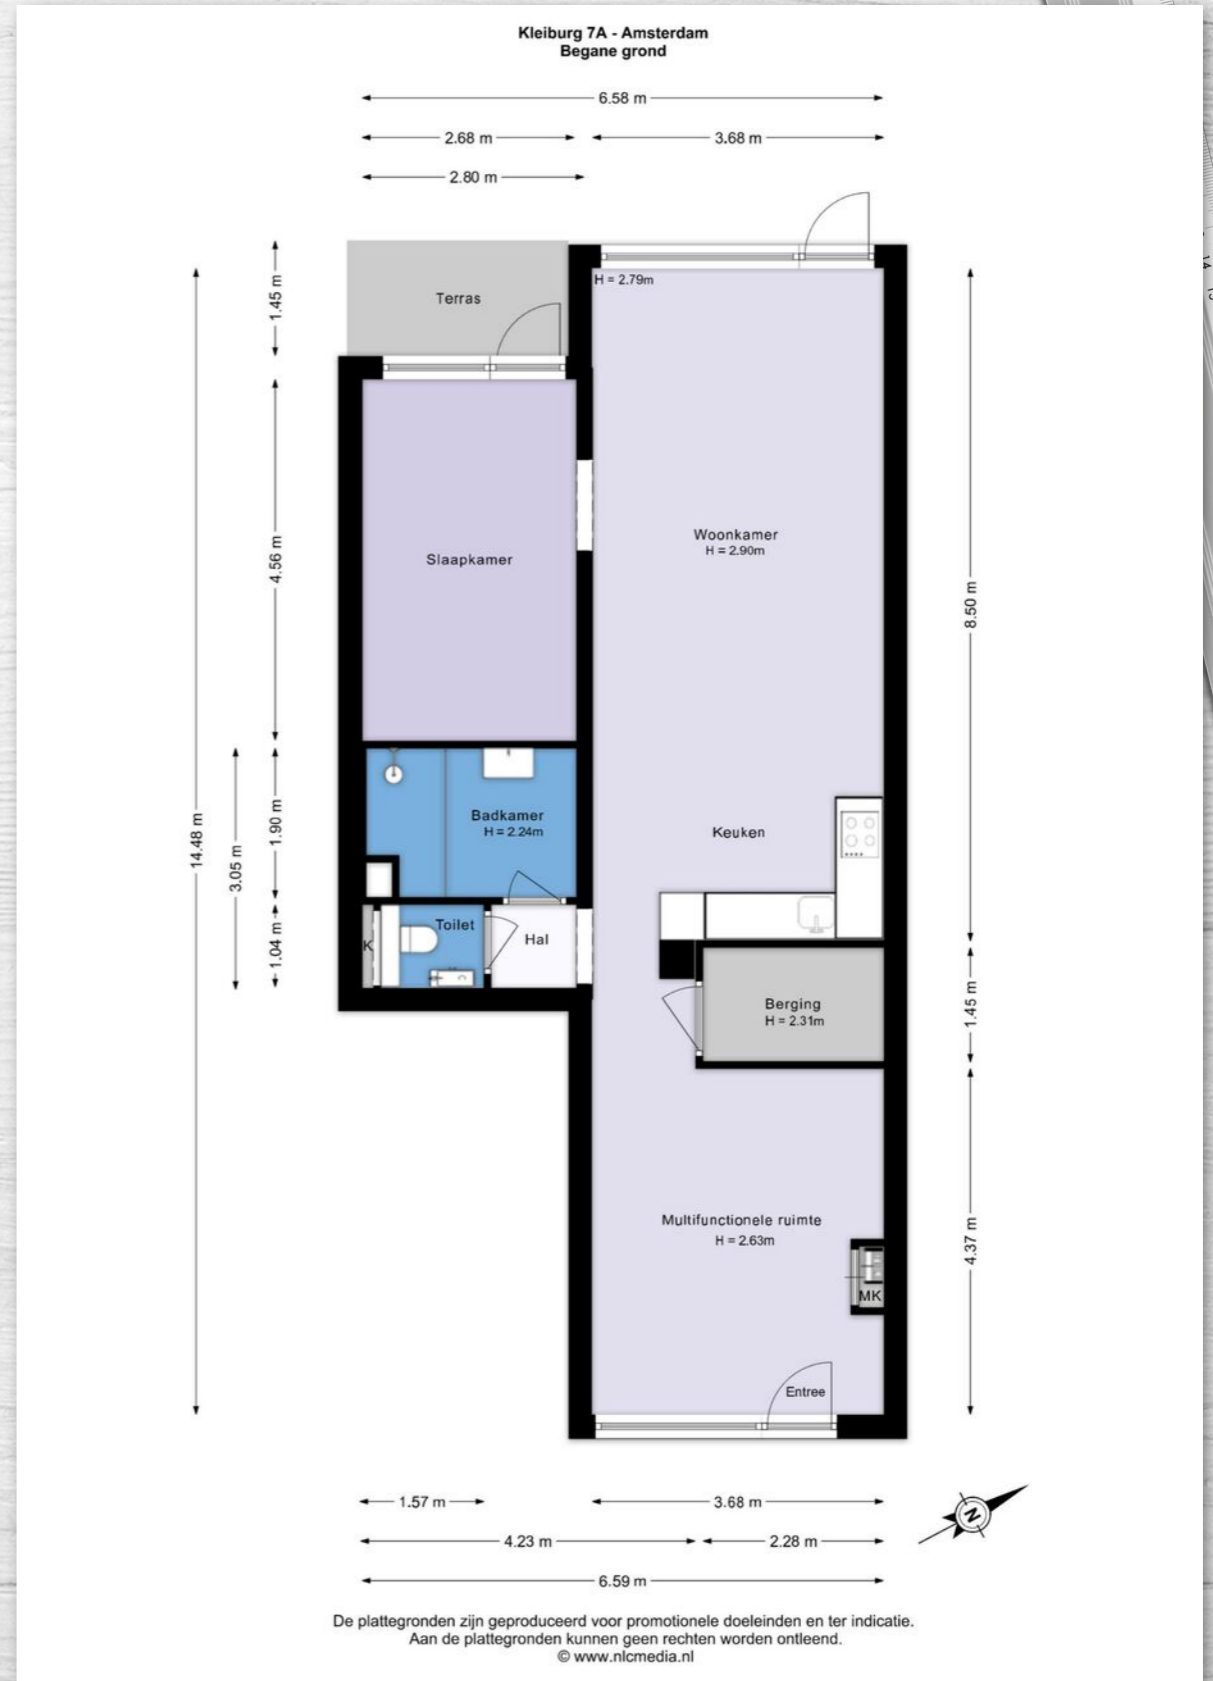 Kleiburg 7A - Amsterdam
Begane grond
6.58 m
2.68 m
3.68 m
2.80 m
1.45 m
Terras
H = 2.79m
14.48 m
4.56 m
Slaapkamer
Woonkamer
H = 2.90m
8.50 m
3.05 m
1.90 m
Badkamer
H = 2.24m
Keuken
1.04 m
K
Toilet
Hal
Berging
H = 2.31m
1.45 m
Multifunctionele ruimte
H = 2.63m
4.37 m
MK
Entree
1.57 m
3.68 m
4.23 m
2.28 m
6.59 m
N
De plattegronden zijn geproduceerd voor promotionele doeleinden en ter indicatie.
Aan de plattegronden kunnen geen rechten worden ontleend.
© www.nlcmedia.nl